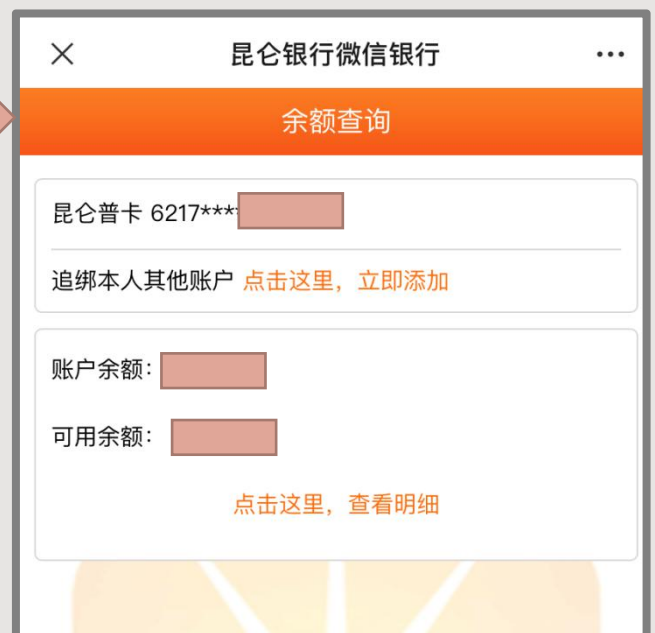 昆仑银行微信银行
余额查询
昆仑普卡 6217****
追绑本人其他账户 点击这里，立即添加
账户余额：
可用余额：
点击这里，查看明细